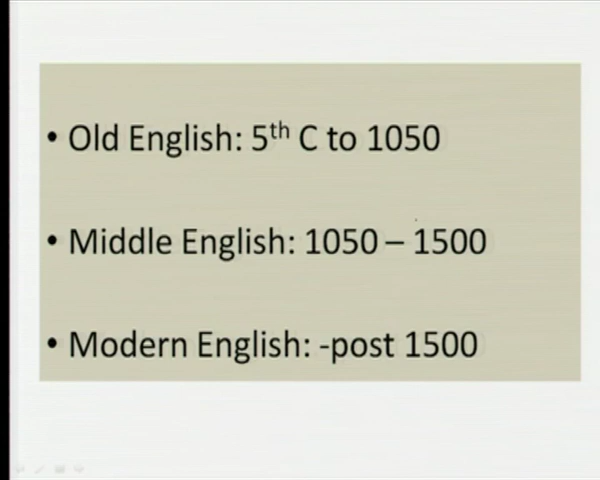 • Old English: 5th C to 1050
• Middle English: 1050 – 1500
• Modern English: -post 1500